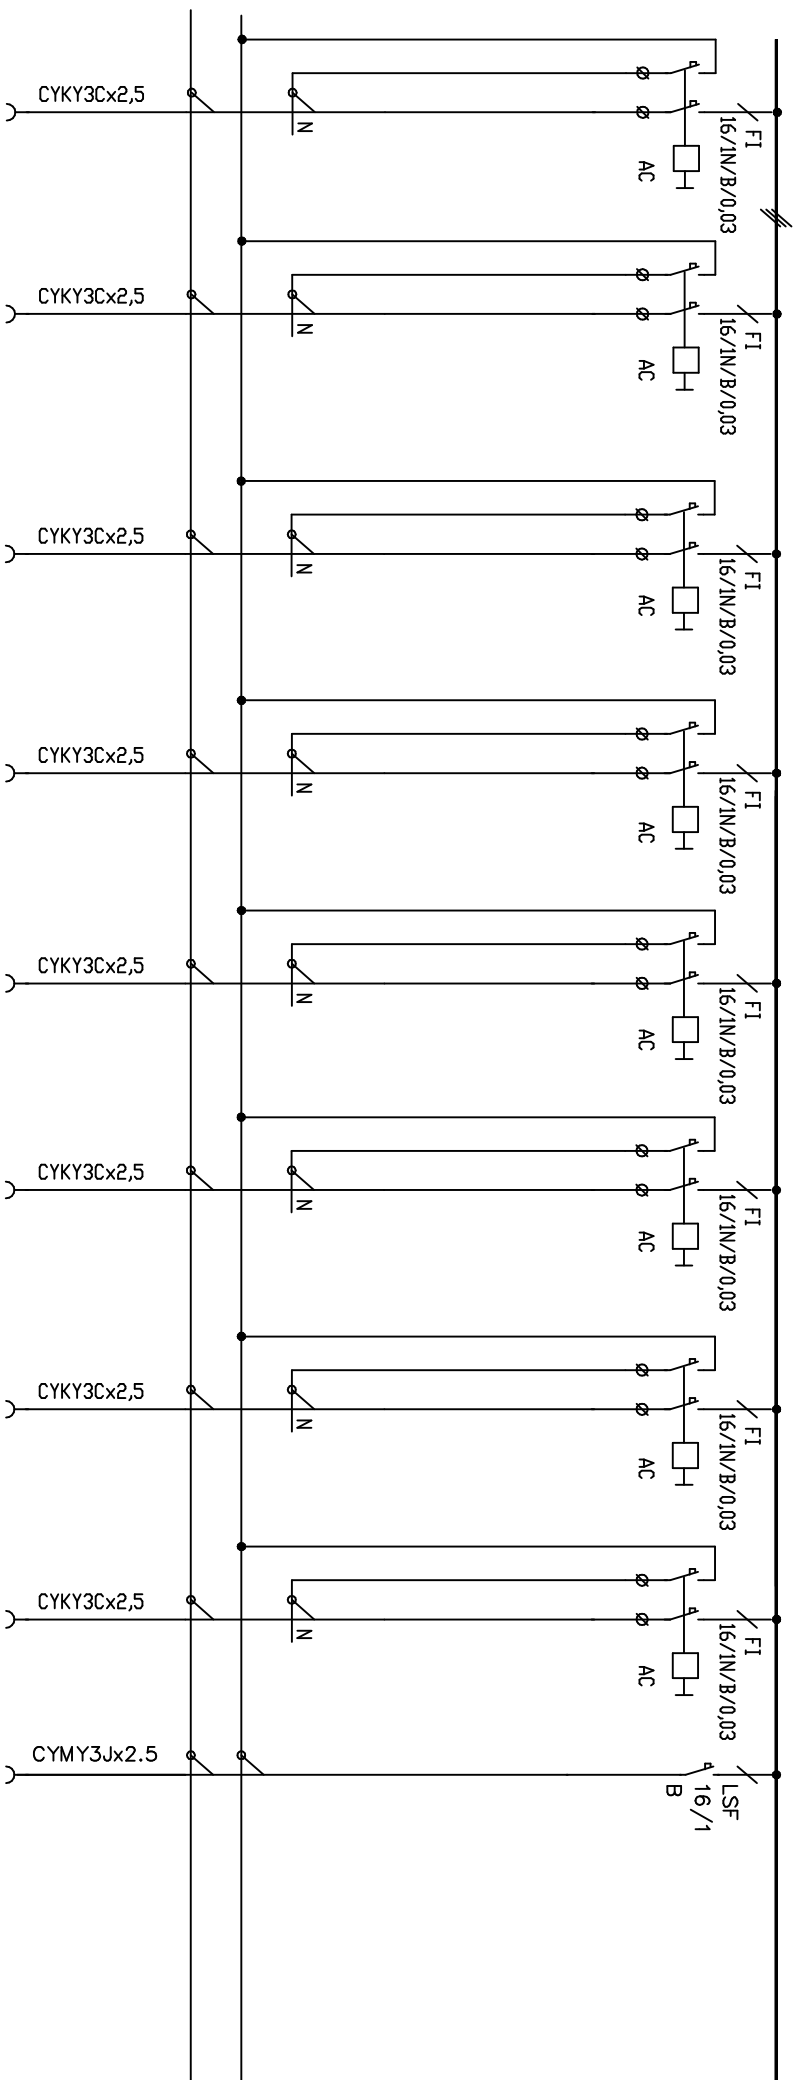 CYKY3Cx2,5
N
FI
16/1N/B/0,03
AC
CYKY3Cx2,5
N
FI
16/1N/B/0,03
AC
CYKY3Cx2,5
N
FI
16/1N/B/0,03
AC
CYKY3Cx2,5
N
FI
16/1N/B/0,03
AC
CYKY3Cx2,5
N
FI
16/1N/B/0,03
AC
CYKY3Cx2,5
N
FI
16/1N/B/0,03
AC
CYKY3Cx2,5
N
FI
16/1N/B/0,03
AC
CYKY3Cx2,5
N
FI
16/1N/B/0,03
AC
CYMY3Jx2.5
LSF
16/1
B